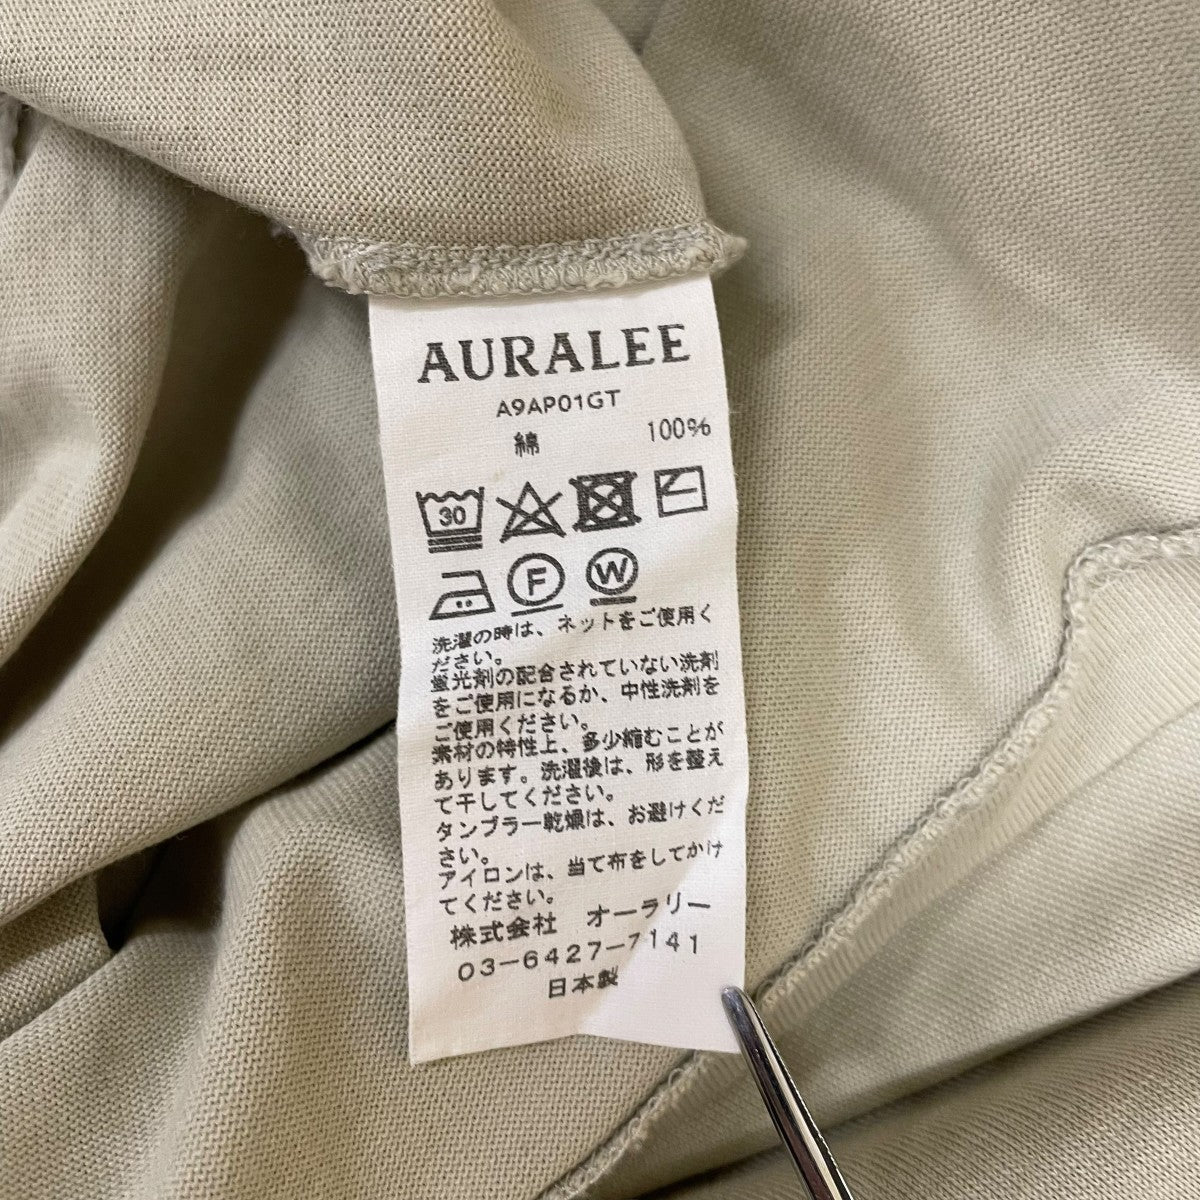 AURALEE
A9AP01GT
綿 100%
30
F W
洗濯の時は、ネットをご使用く
ださい。
蛍光剤の配合されていない洗剤
をご使用になるか、中性洗剤を
ご使用ください。
素材の特性上、多少縮むことが
あります。洗濯後は、形を整え
て干してください。
タンブラー乾燥は、お避けくだ
さい。
アイロンは、当て布をしてかけ
てください。
株式会社 オーラリー
03-6427-7141
日本製